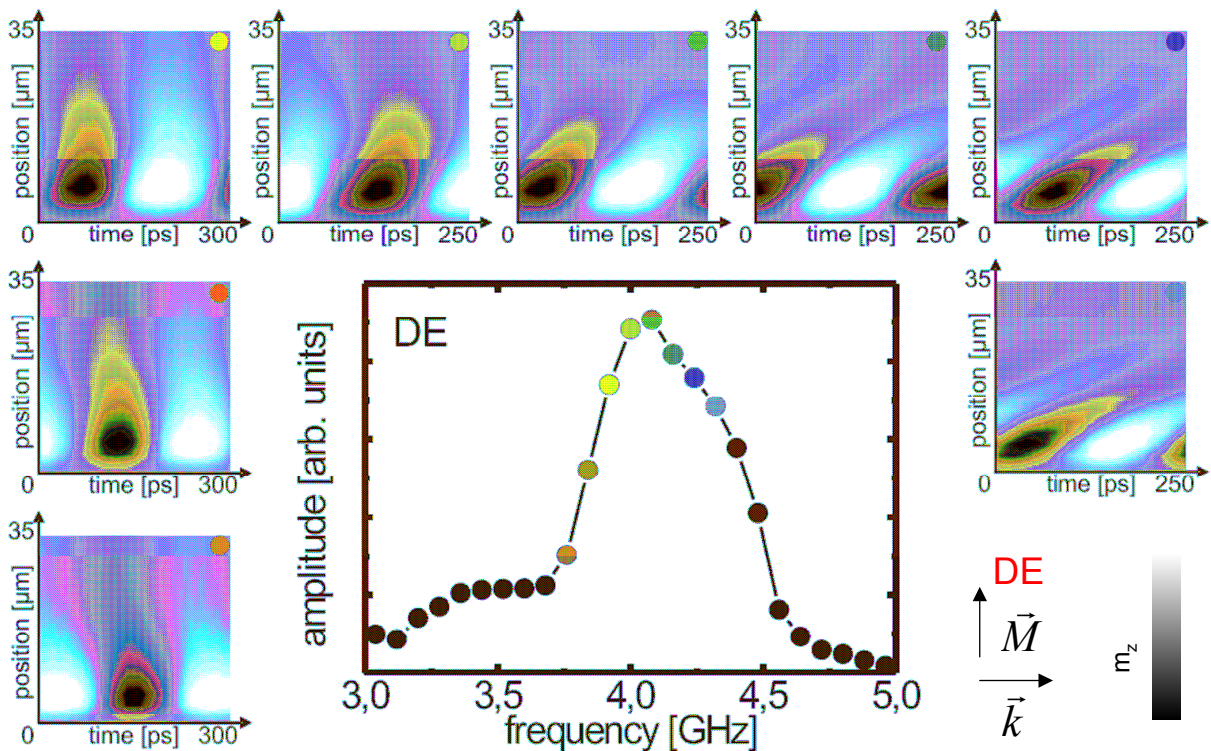 35
position [µm]
0
time [ps]
300
35
position [µm]
0
time [ps]
250
35
position [µm]
0
time [ps]
250
35
position [µm]
0
time [ps]
250
35
position [µm]
0
time [ps]
250
35
position [µm]
0
time [ps]
300
DE
amplitude [arb. units]
3,0
3,5
4,0
4,5
5,0
frequency [GHz]
35
position [µm]
0
time [ps]
250
35
position [µm]
0
time [ps]
300
DE
M⃗
k⃗
m_z